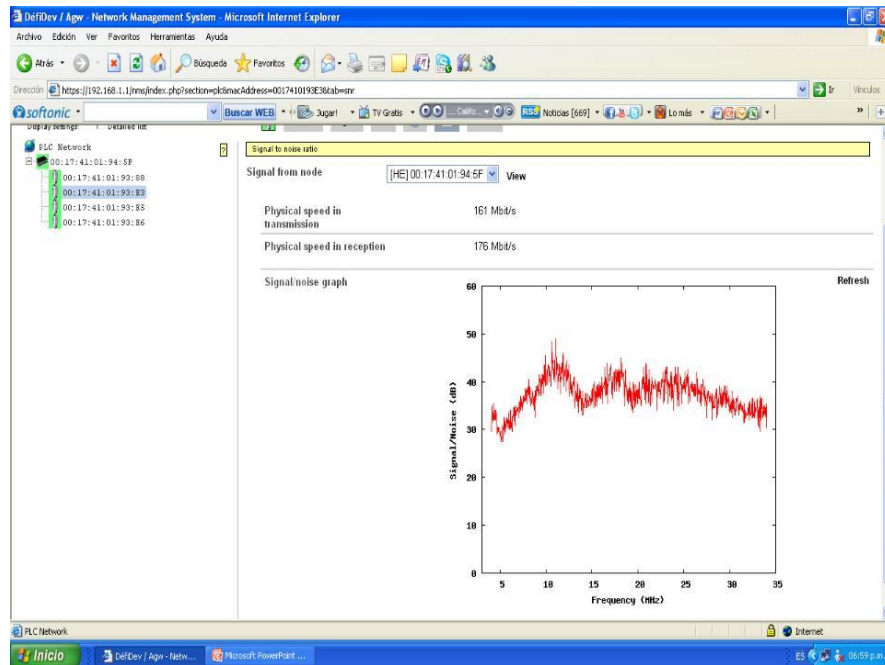 DéfiDev / Agw - Network Management System - Microsoft Internet Explorer
Archivo Edición Ver Favoritos Herramientas Ayuda
Atrás Búsqueda Favoritos
Dirección https://192.168.1.1/nms/index.php?section=plc&macAddress=0017410193E3&tab=snr Ir Vínculos
softonic Buscar WEB Jugar! TV Gratis ... Califo... RSS Noticias [669] Lo más »
Display settings: Detailed list
PLC Network
00:17:41:01:94:5F
00:17:41:01:93:88
00:17:41:01:93:E3
00:17:41:01:93:E5
00:17:41:01:93:E6
? Signal to noise ratio
Signal from node [HE] 00:17:41:01:94:5F View
Physical speed in transmission 161 Mbit/s
Physical speed in reception 176 Mbit/s
Signal/noise graph Refresh
60
50
40
30
20
10
0
Signal/Noise (dB)
5 10 15 20 25 30 35
Frequency (MHz)
PLC Network Internet
Inicio DéfiDev / Agw - Netw... Microsoft PowerPoint ... ES 06:59 p.m.